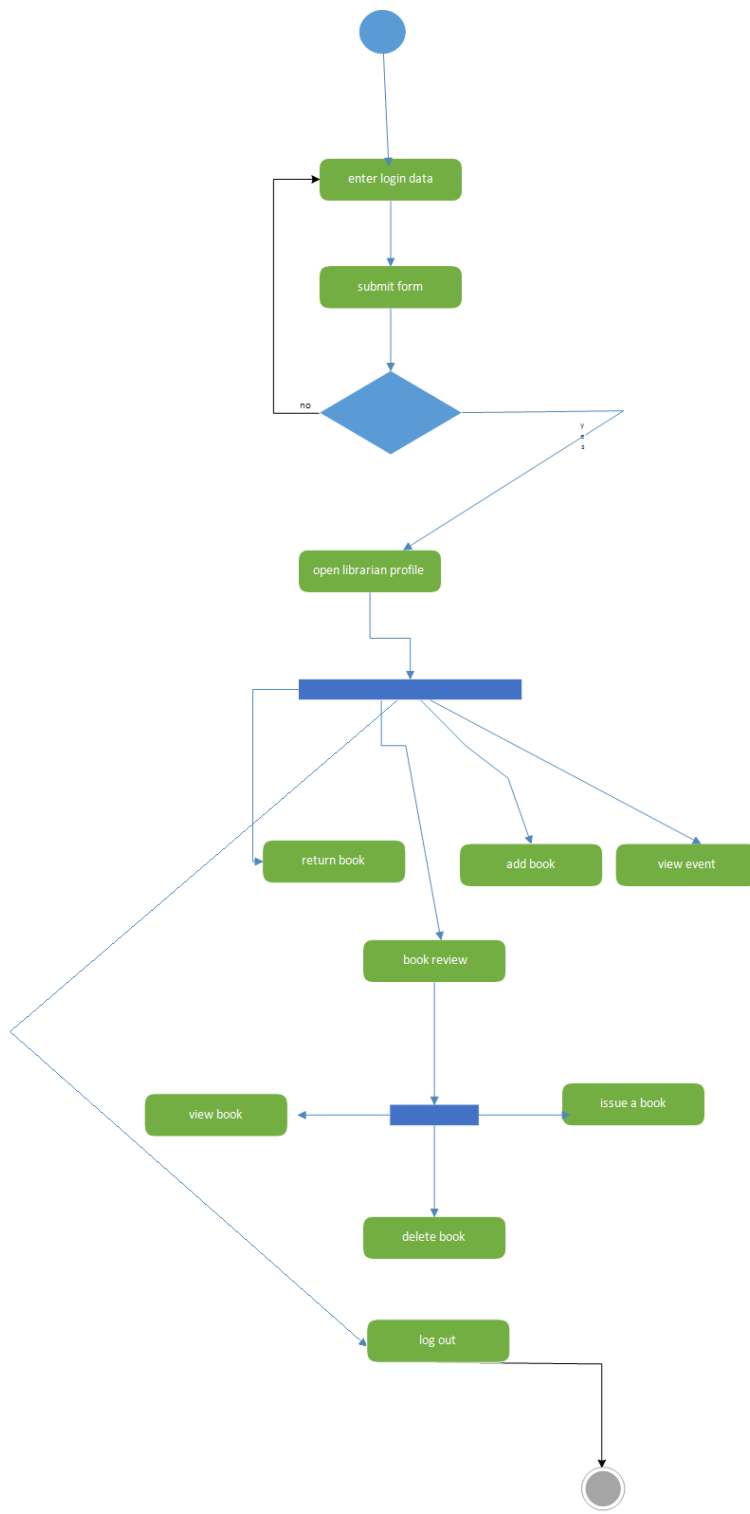 enter login data
submit form
no
y
e
s
open librarian profile
return book
add book
view event
book review
view book
issue a book
delete book
log out